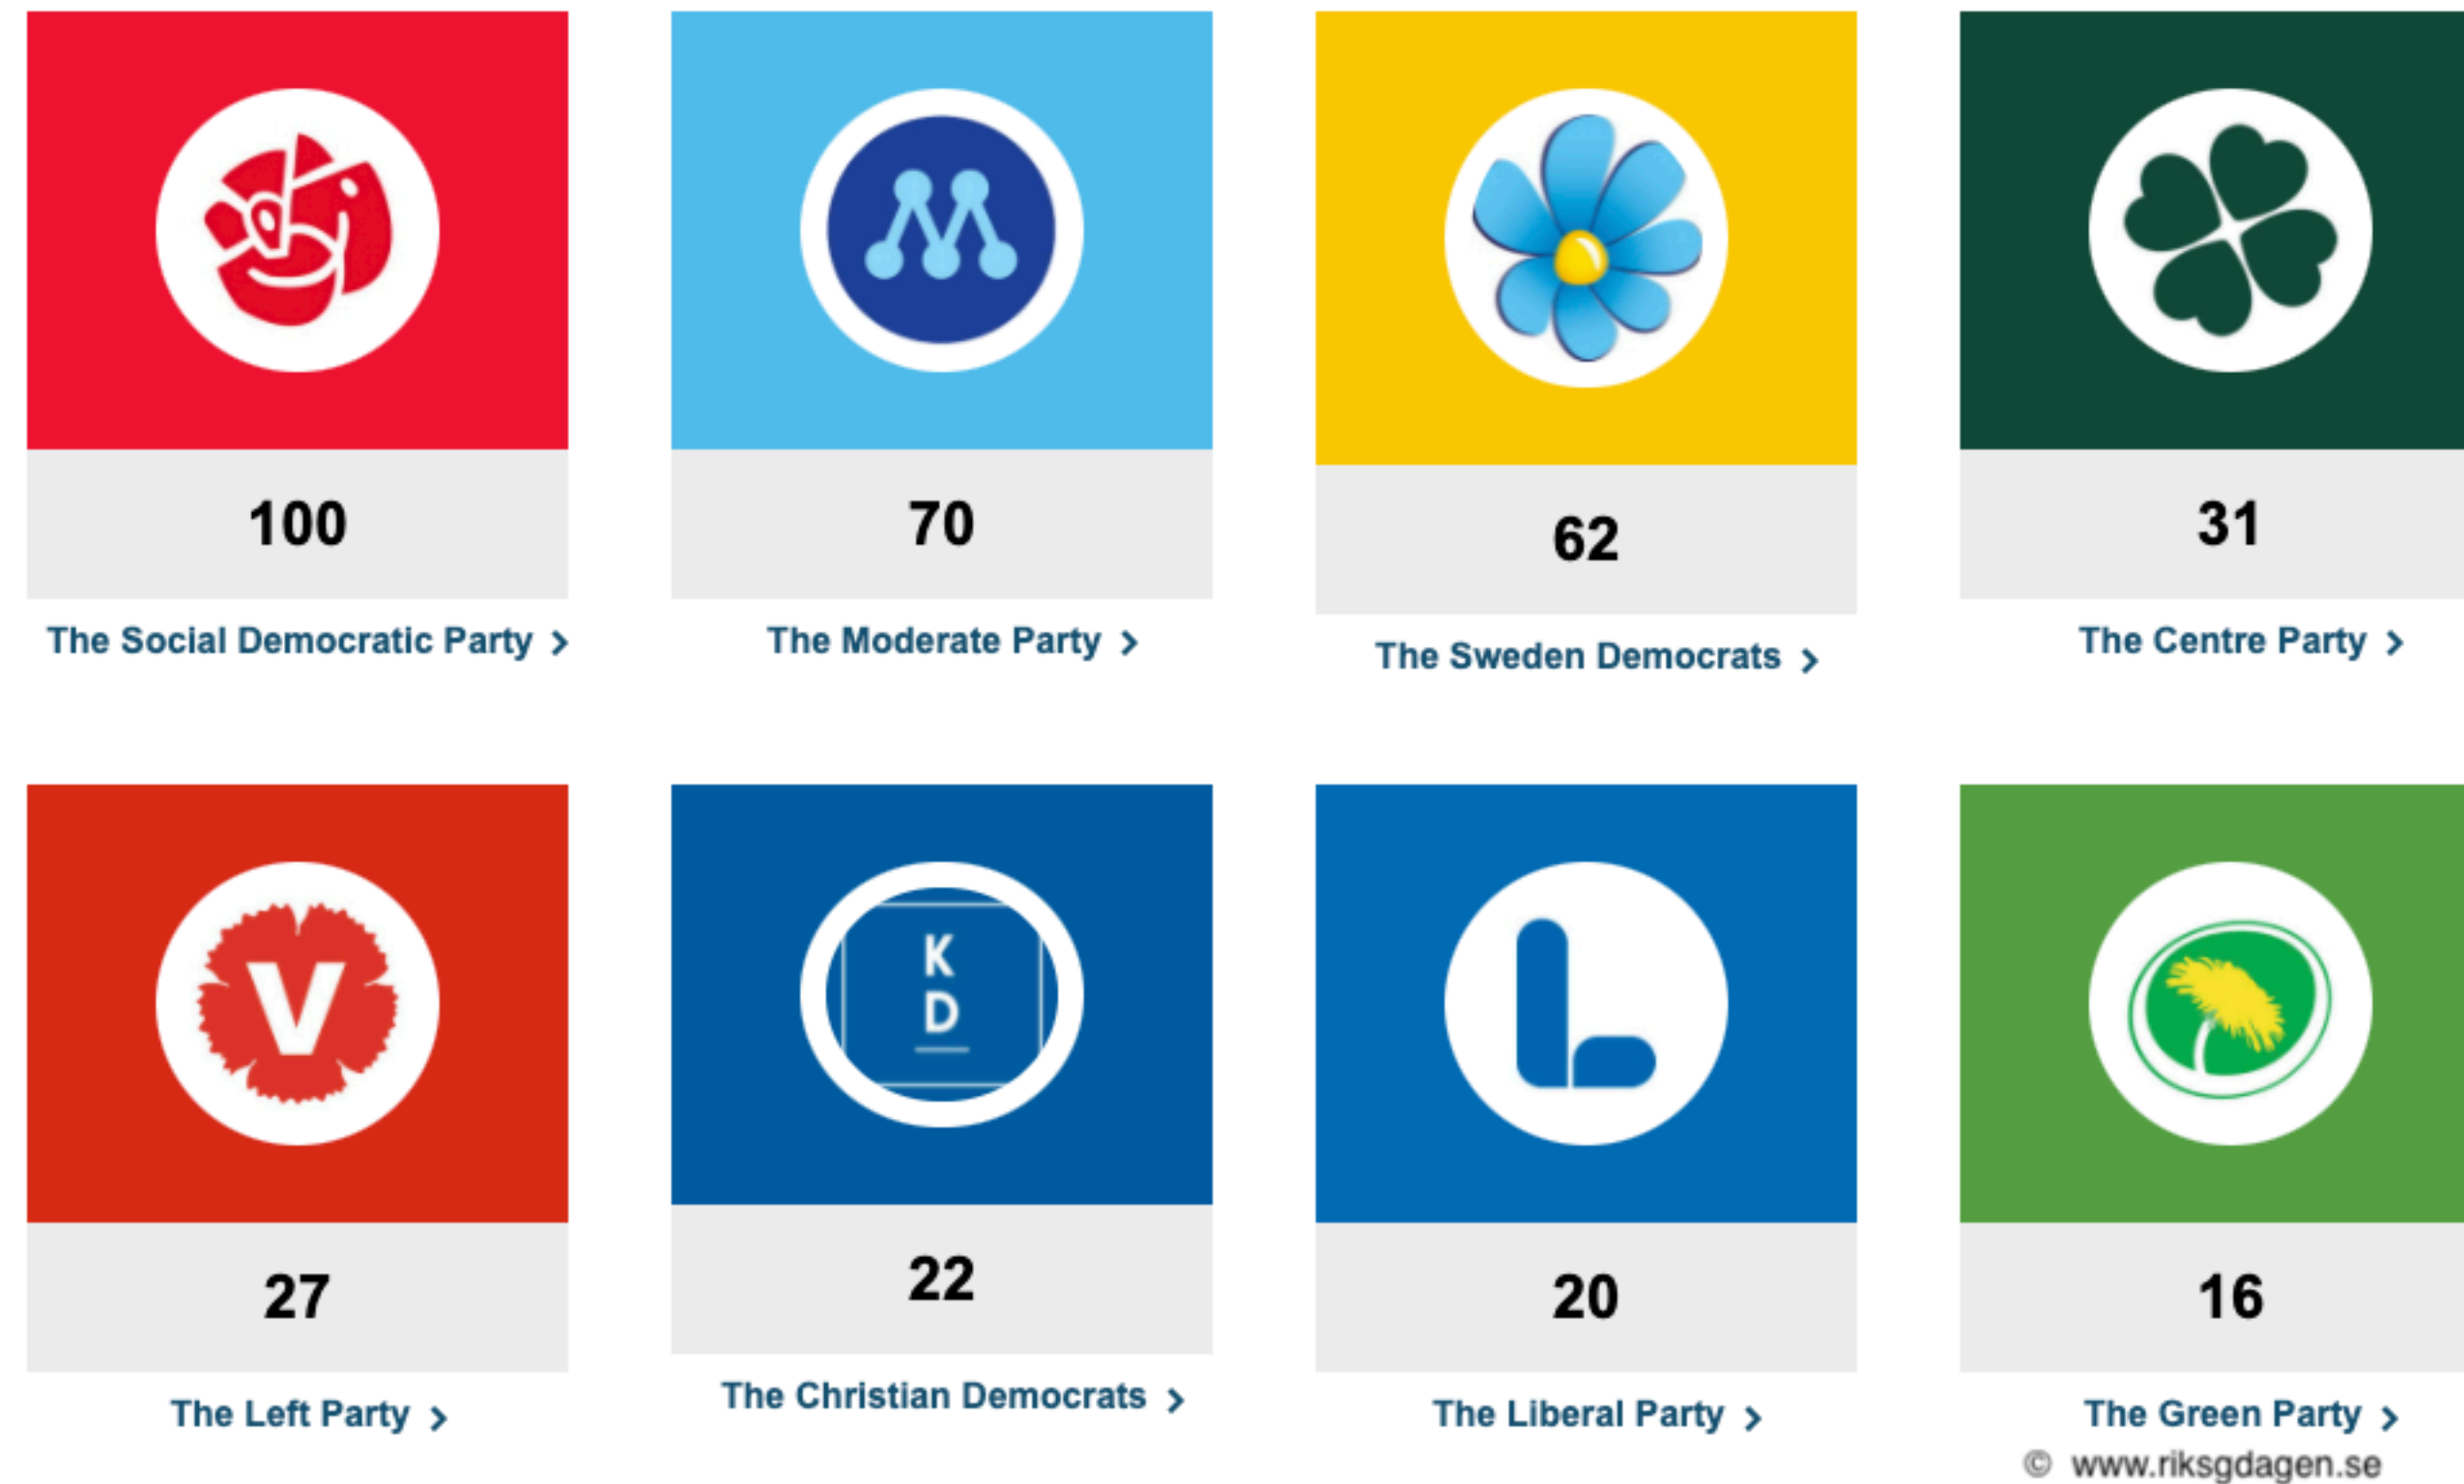 M
100
70
62
31
The Social Democratic Party
The Moderate Party
The Sweden Democrats
The Centre Party
V
K
D
L
27
22
20
16
The Left Party
The Christian Democrats
The Liberal Party
The Green Party
© www.riksgdagen.se